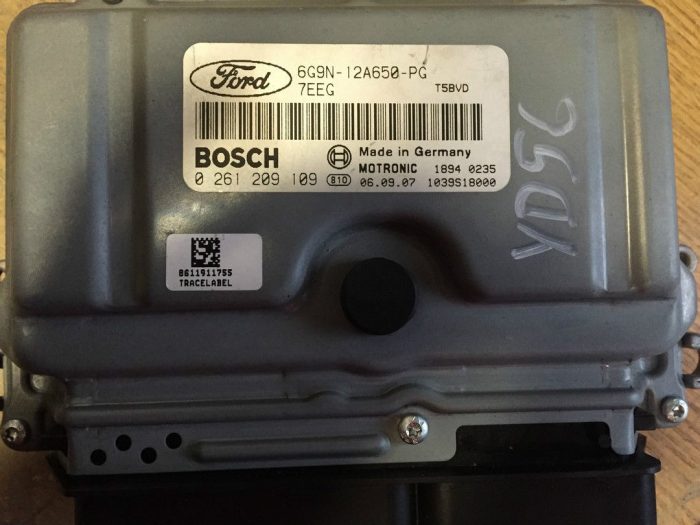 Ford 6G9N-12A650-PG
7EEG T5BVD
BOSCH Made in Germany
MOTRONIC 1894 0235
0 261 209 109 810 06.09.07 1039S18000
8611911755
TRACELABEL
YD56